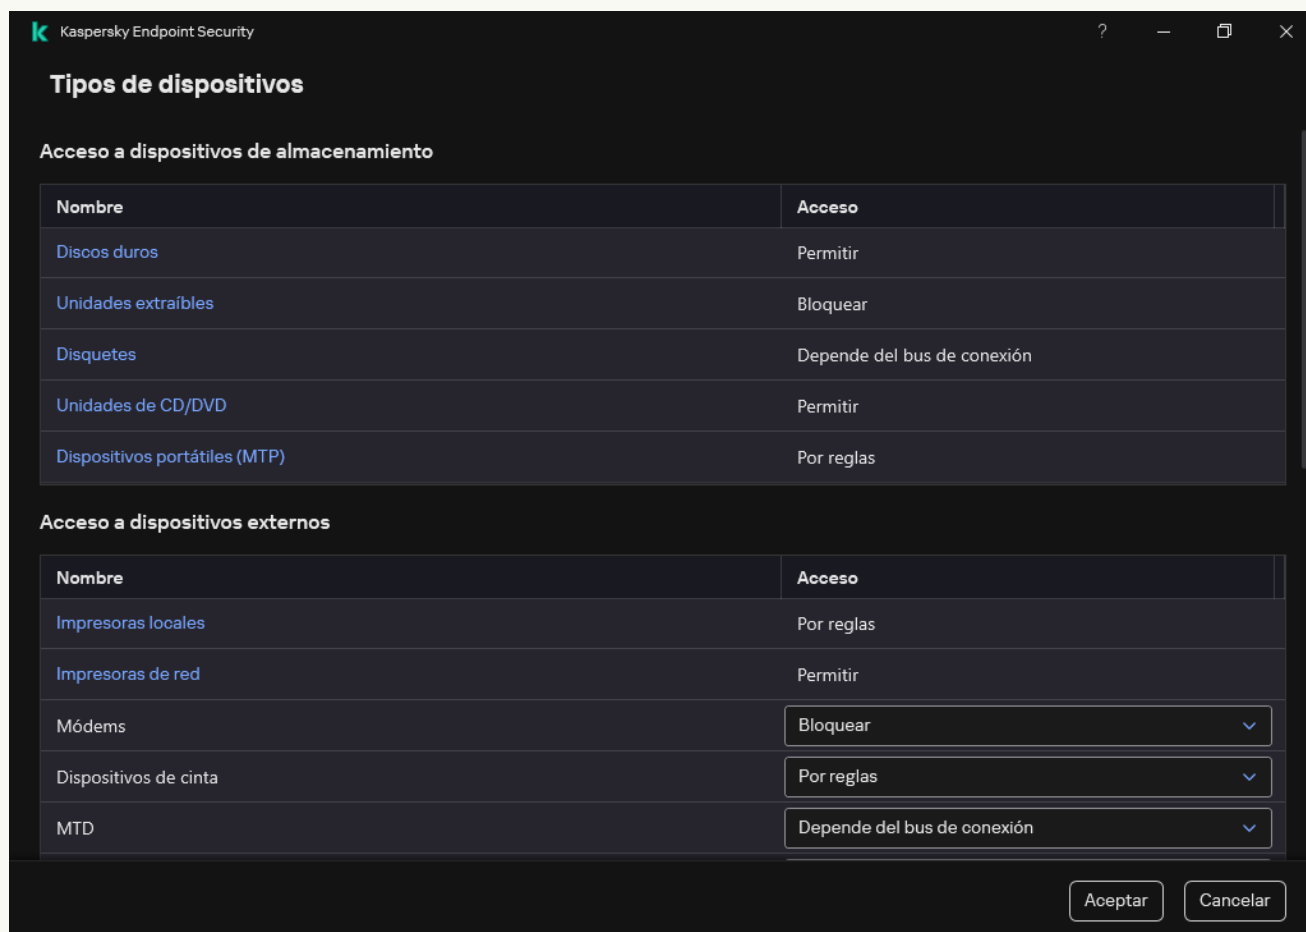 Kaspersky Endpoint Security ?
Tipos de dispositivos
Acceso a dispositivos de almacenamiento
Nombre Acceso
Discos duros Permitir
Unidades extraíbles Bloquear
Disquetes Depende del bus de conexión
Unidades de CD/DVD Permitir
Dispositivos portátiles (MTP) Por reglas
Acceso a dispositivos externos
Nombre Acceso
Impresoras locales Por reglas
Impresoras de red Permitir
Módems Bloquear
Dispositivos de cinta Por reglas
MTD Depende del bus de conexión
Aceptar Cancelar